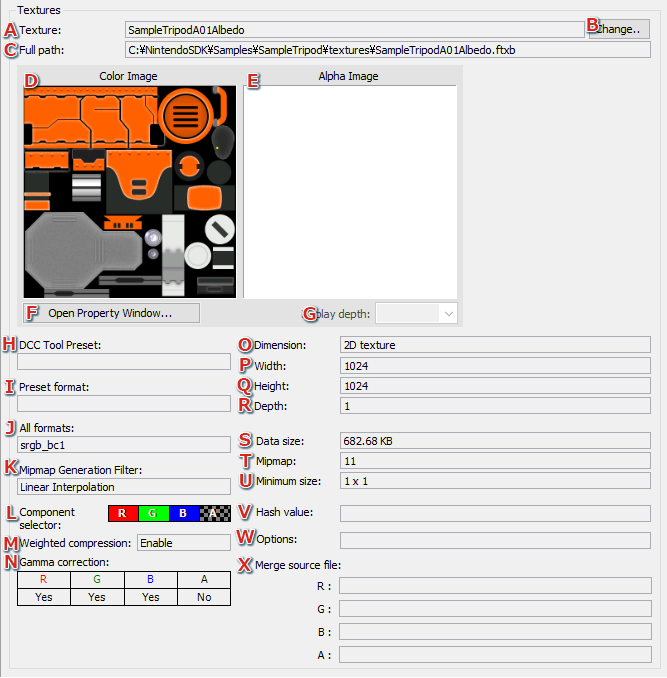 Textures
A Texture: SampleTripodA01Albedo B Change..
C Full path: C:¥NintendoSDK¥Samples¥SampleTripod¥textures¥SampleTripodA01Albedo.ftxb
D Color Image E Alpha Image
F Open Property Window... G play depth:
H DCC Tool Preset: O Dimension: 2D texture
P Width: 1024
I Preset format: Q Height: 1024
R Depth: 1
J All formats:
srgb_bc1 S Data size: 682.68 KB
K Mipmap Generation Filter: T Mipmap: 11
Linear Interpolation U Minimum size: 1 x 1
L Component selector: R G B A V Hash value:
M Weighted compression: Enable W Options:
N Gamma correction: X Merge source file:
R G B A R :
Yes Yes Yes No G :
B :
A :